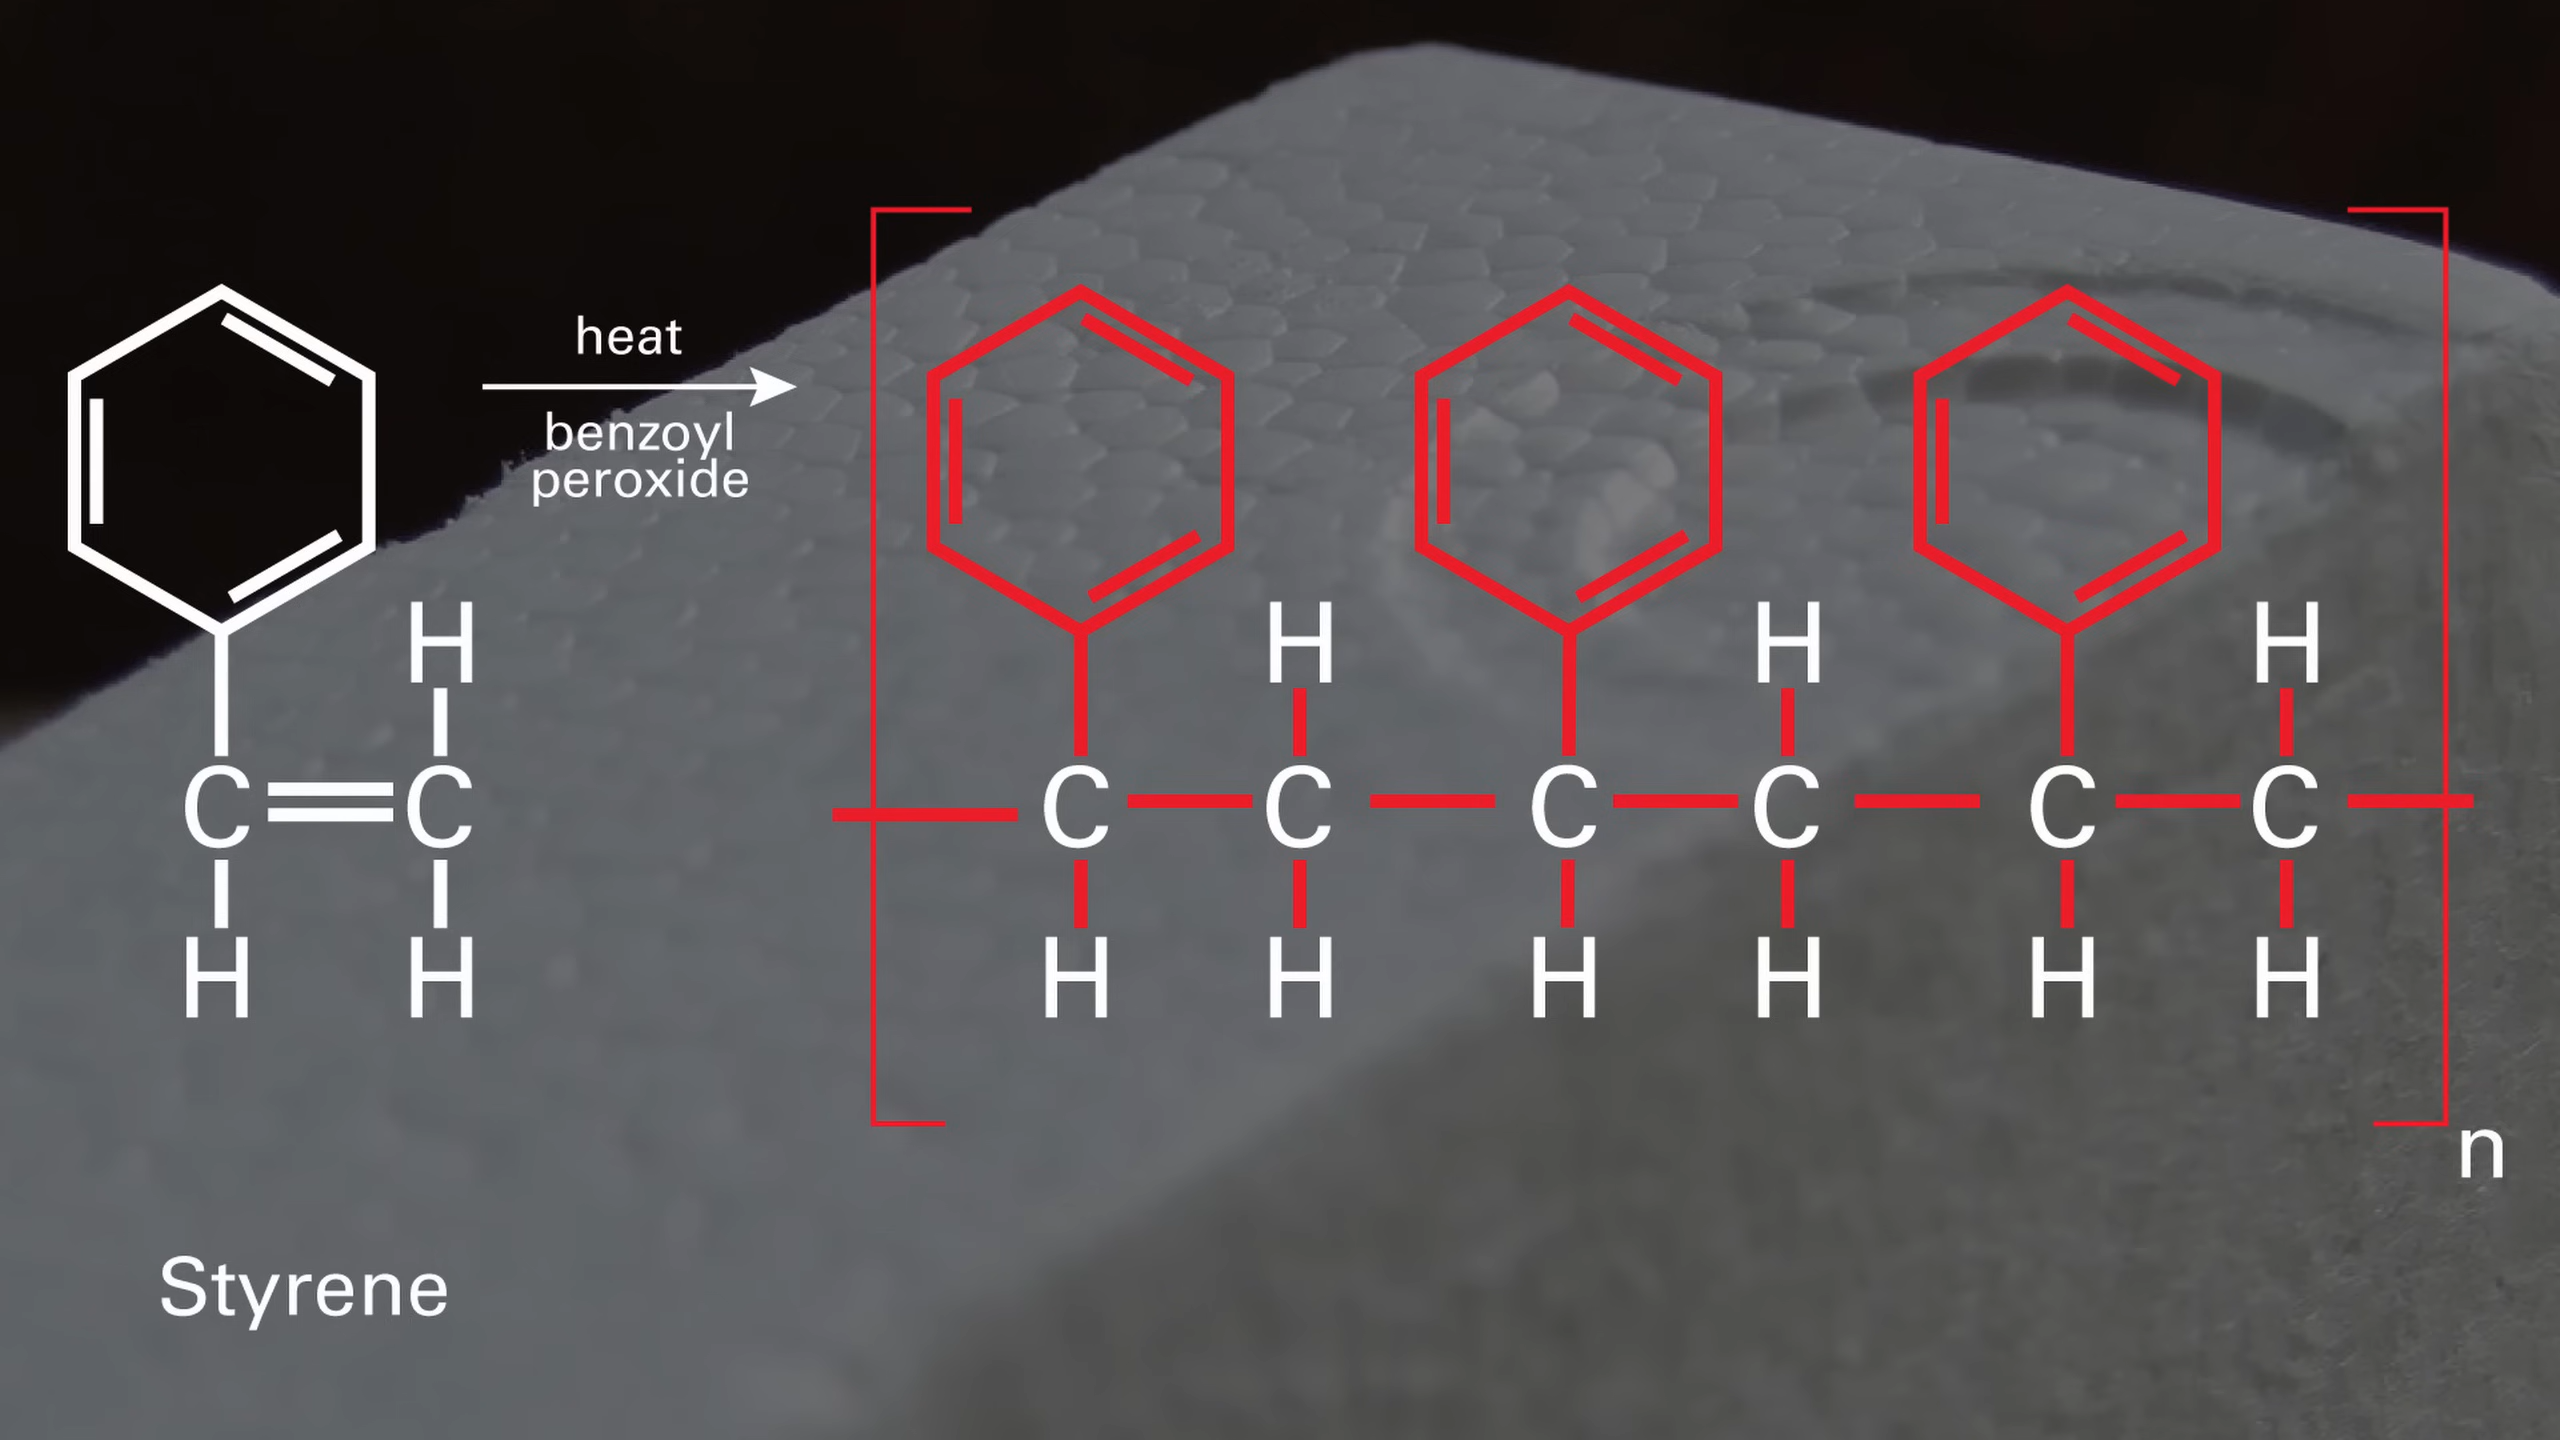 heat
benzoyl
peroxide
H H H H
C C C C C C C C
H H H H H H H H
n
Styrene